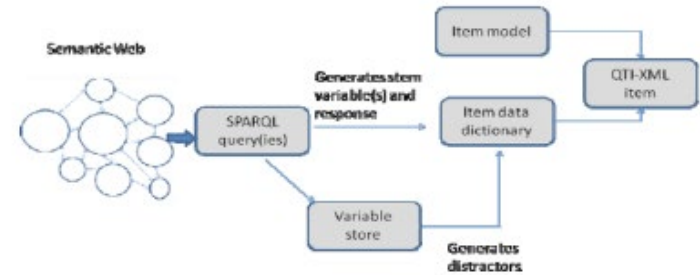 Semantic Web
Item model
Generates stem
variable(s) and
response
QTI-XML
item
SPARQL
query(ies)
Item data
dictionary
Variable
store
Generates
distractors